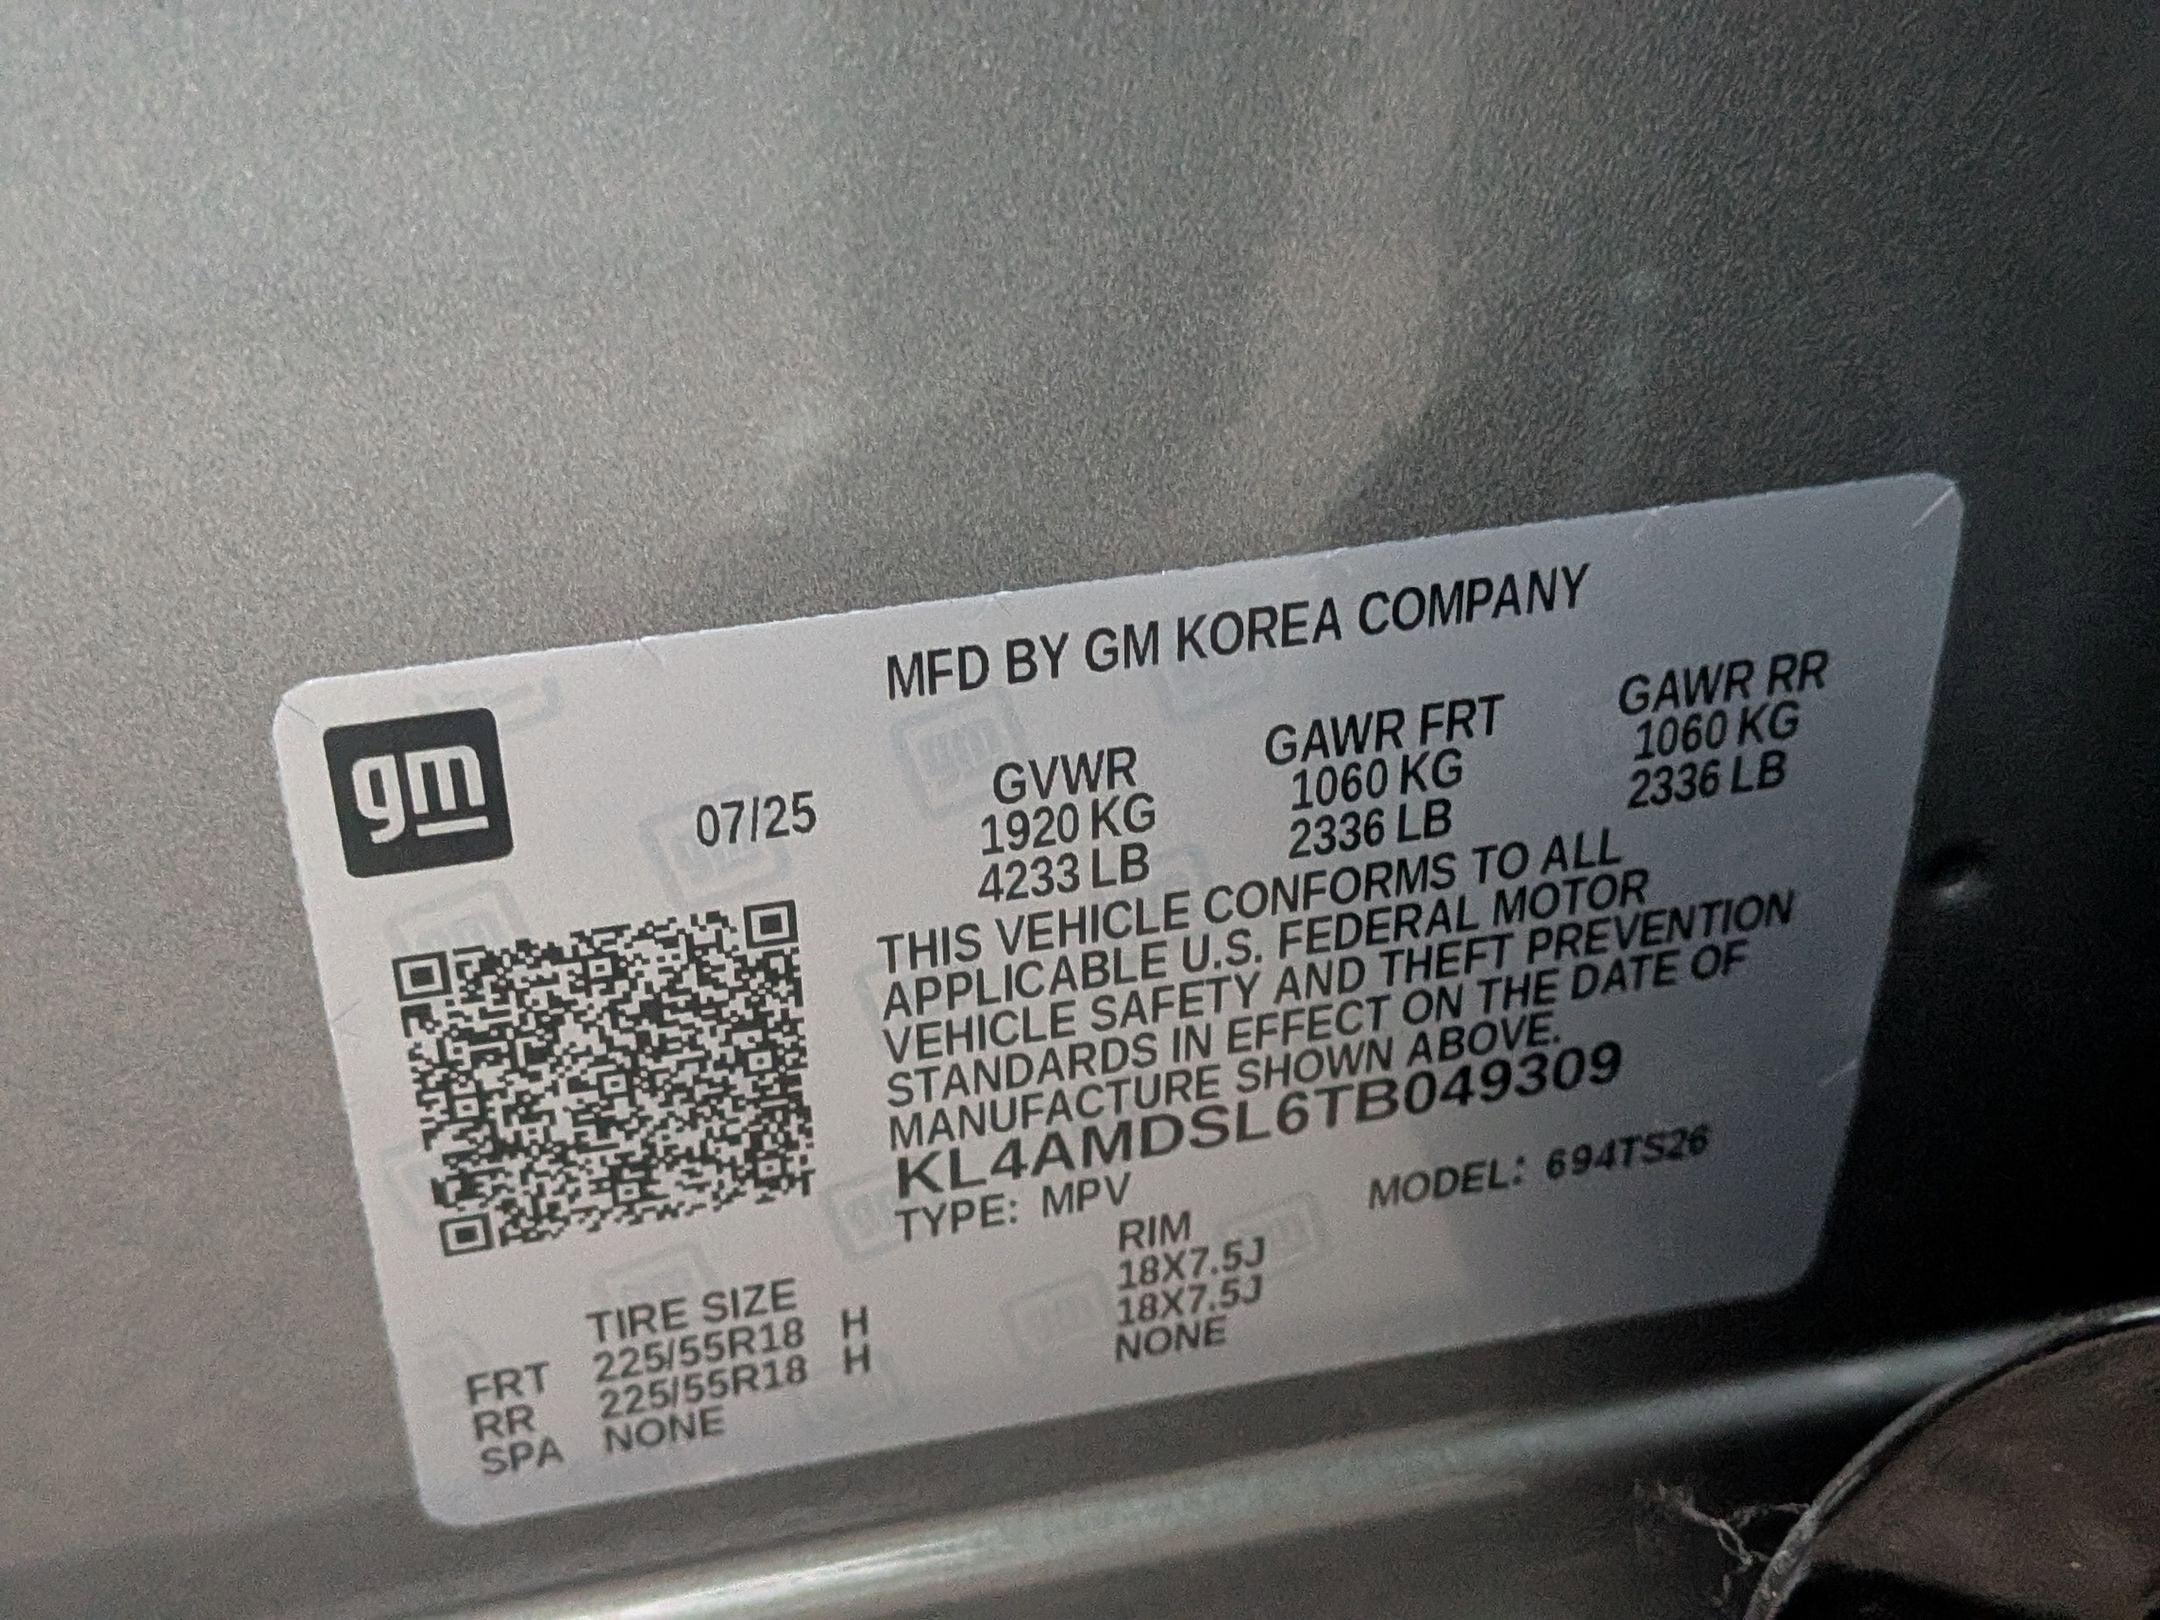 MFD BY GM KOREA COMPANY
gm
07/25
GVWR GAWR FRT GAWR RR
1920 KG 1060 KG 1060 KG
4233 LB 2336 LB 2336 LB
THIS VEHICLE CONFORMS TO ALL
APPLICABLE U.S. FEDERAL MOTOR
VEHICLE SAFETY AND THEFT PREVENTION
STANDARDS IN EFFECT ON THE DATE OF
MANUFACTURE SHOWN ABOVE.
KL4AMDSL6TB049309
TYPE: MPV MODEL: 694TS26
TIRE SIZE RIM
FRT 225/55R18 H 18X7.5J
RR 225/55R18 H 18X7.5J
SPA NONE NONE